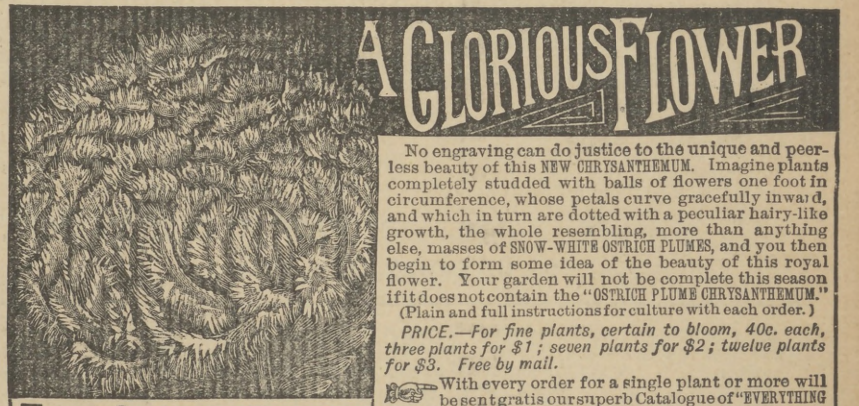 A GLORIOUS FLOWER
No engraving can do justice to the unique and peer-
less beauty of this NEW CHRYSANTHEMUM. Imagine plants
completely studded with balls of flowers one foot in
circumference, whose petals curve gracefully inward,
and which in turn are dotted with a peculiar hairy-like
growth, the whole resembling, more than anything
else, masses of SNOW-WHITE OSTRICH PLUMES, and you then
begin to form some idea of the beauty of this royal
flower. Your garden will not be complete this season
if it does not contain the "OSTRICH PLUME CHRYSANTHEMUM."
(Plain and full instructions for culture with each order.)
PRICE.—For fine plants, certain to bloom, 40c. each,
three plants for $1; seven plants for $2; twelve plants
for $3. Free by mail.
With every order for a single plant or more will
be sent gratis our superb Catalogue of "EVERYTHING